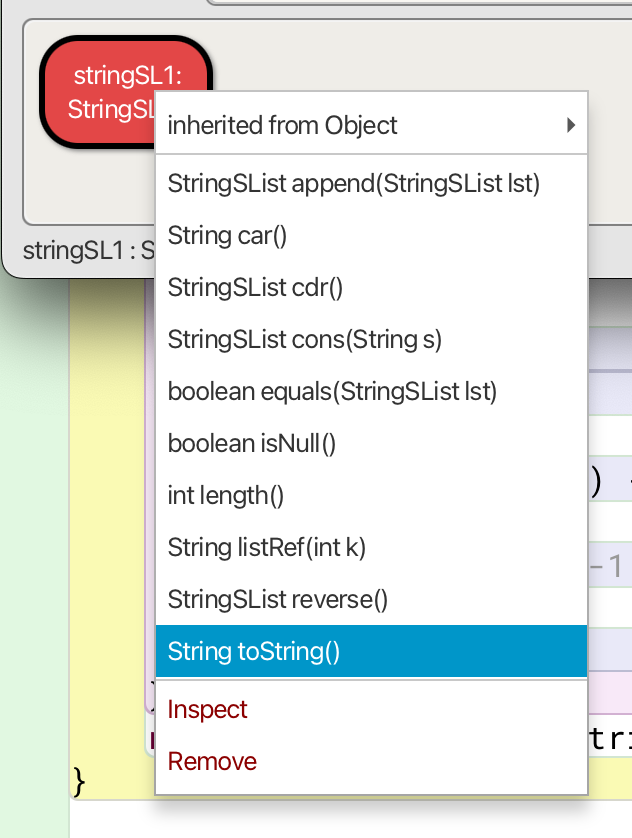 stringSL1:
StringSL
inherited from Object
StringSList append(StringSList lst)
String car()
StringSList cdr()
StringSList cons(String s)
boolean equals(StringSList lst)
boolean isNull()
int length()
String listRef(int k)
StringSList reverse()
String toString()
Inspect
Remove
stringSL1 : S
)
-1
tri
}